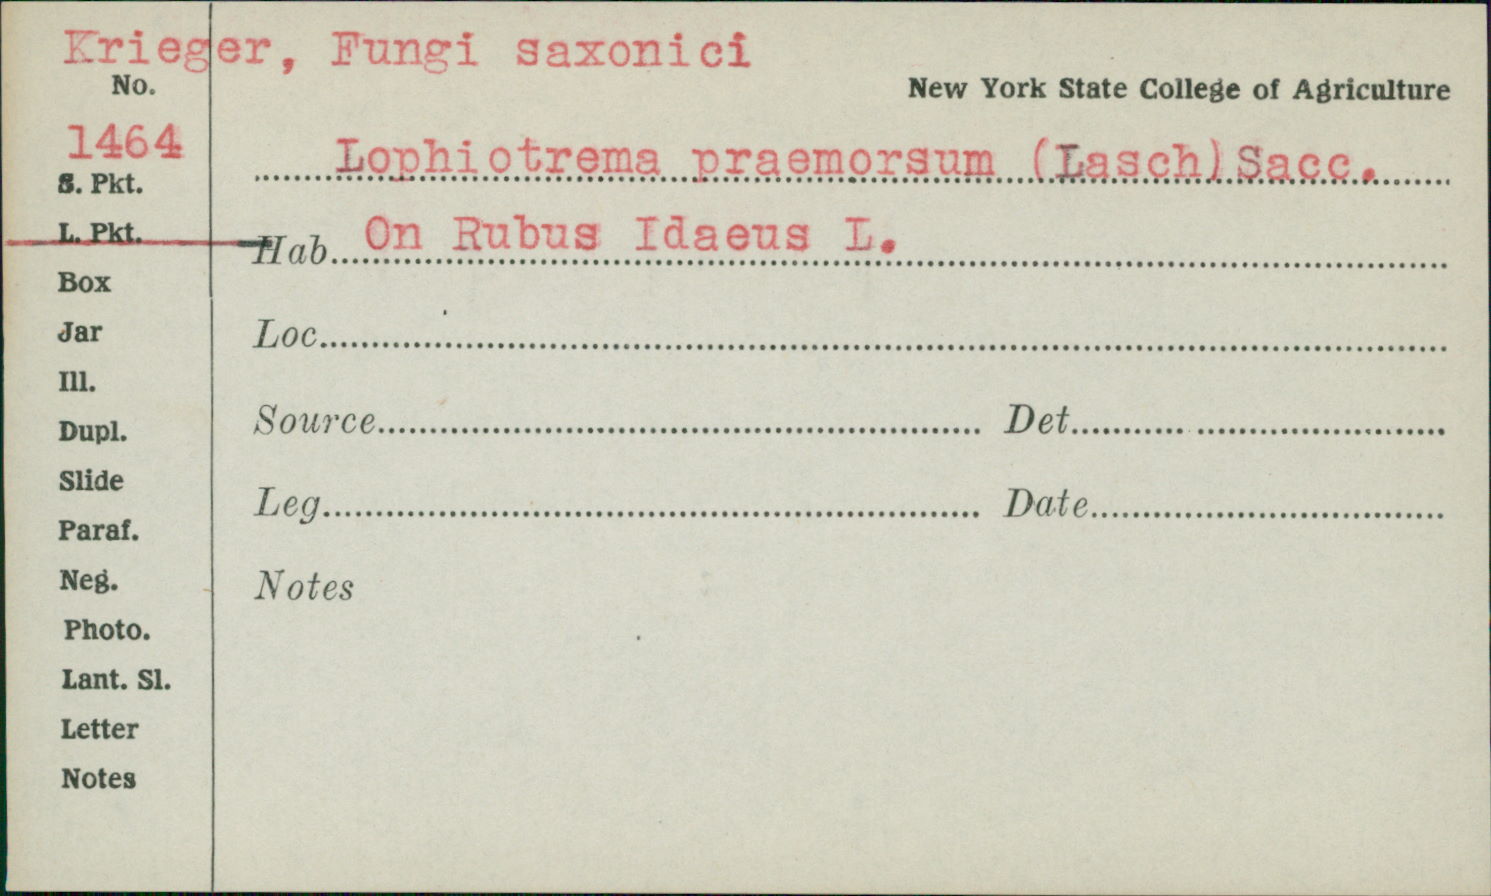 Krieger, Fungi saxonici
No.
New York State College of Agriculture
1464
Lophiotrema praemorsum (Lasch) Sacc.
S. Pkt.
L. Pkt.
Hab. On Rubus Idaeus L.
Box
Jar
Loc.
Ill.
Dupl.
Source Det.
Slide
Leg. Date
Paraf.
Neg.
Notes
Photo.
Lant. Sl.
Letter
Notes